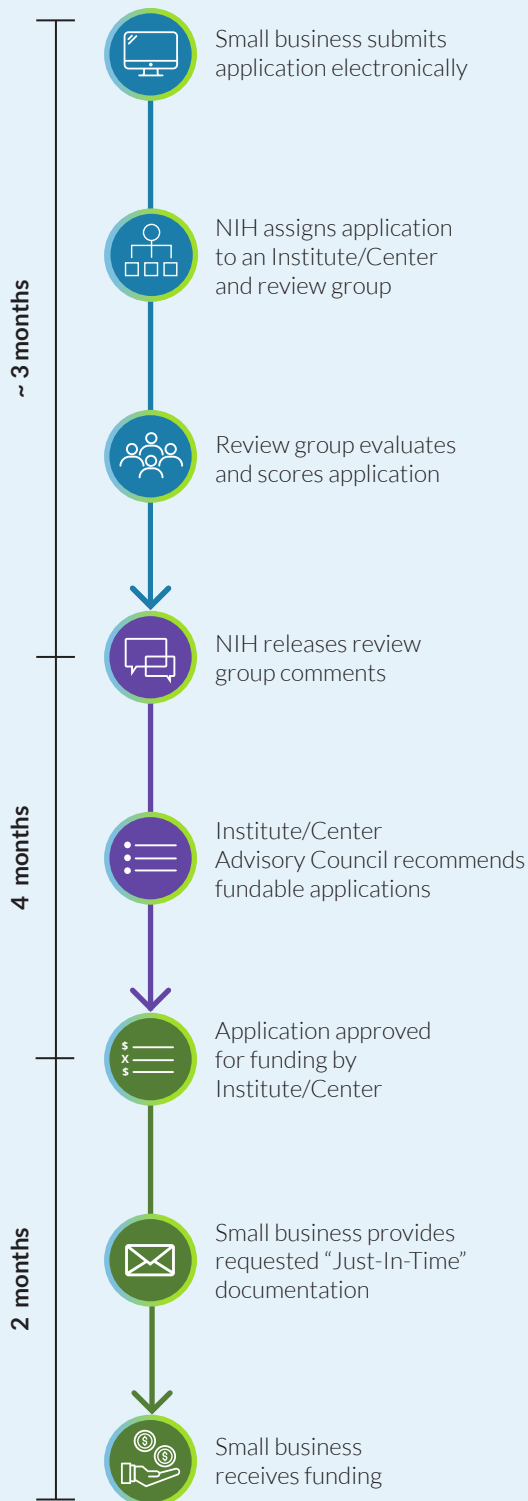 Small business submits
application electronically
NIH assigns application
to an Institute/Center
and review group
~ 3 months
Review group evaluates
and scores application
NIH releases review
group comments
4 months
Institute/Center
Advisory Council recommends
fundable applications
$
X
$
Application approved
for funding by
Institute/Center
2 months
Small business provides
requested “Just-In-Time”
documentation
$
$
Small business
receives funding